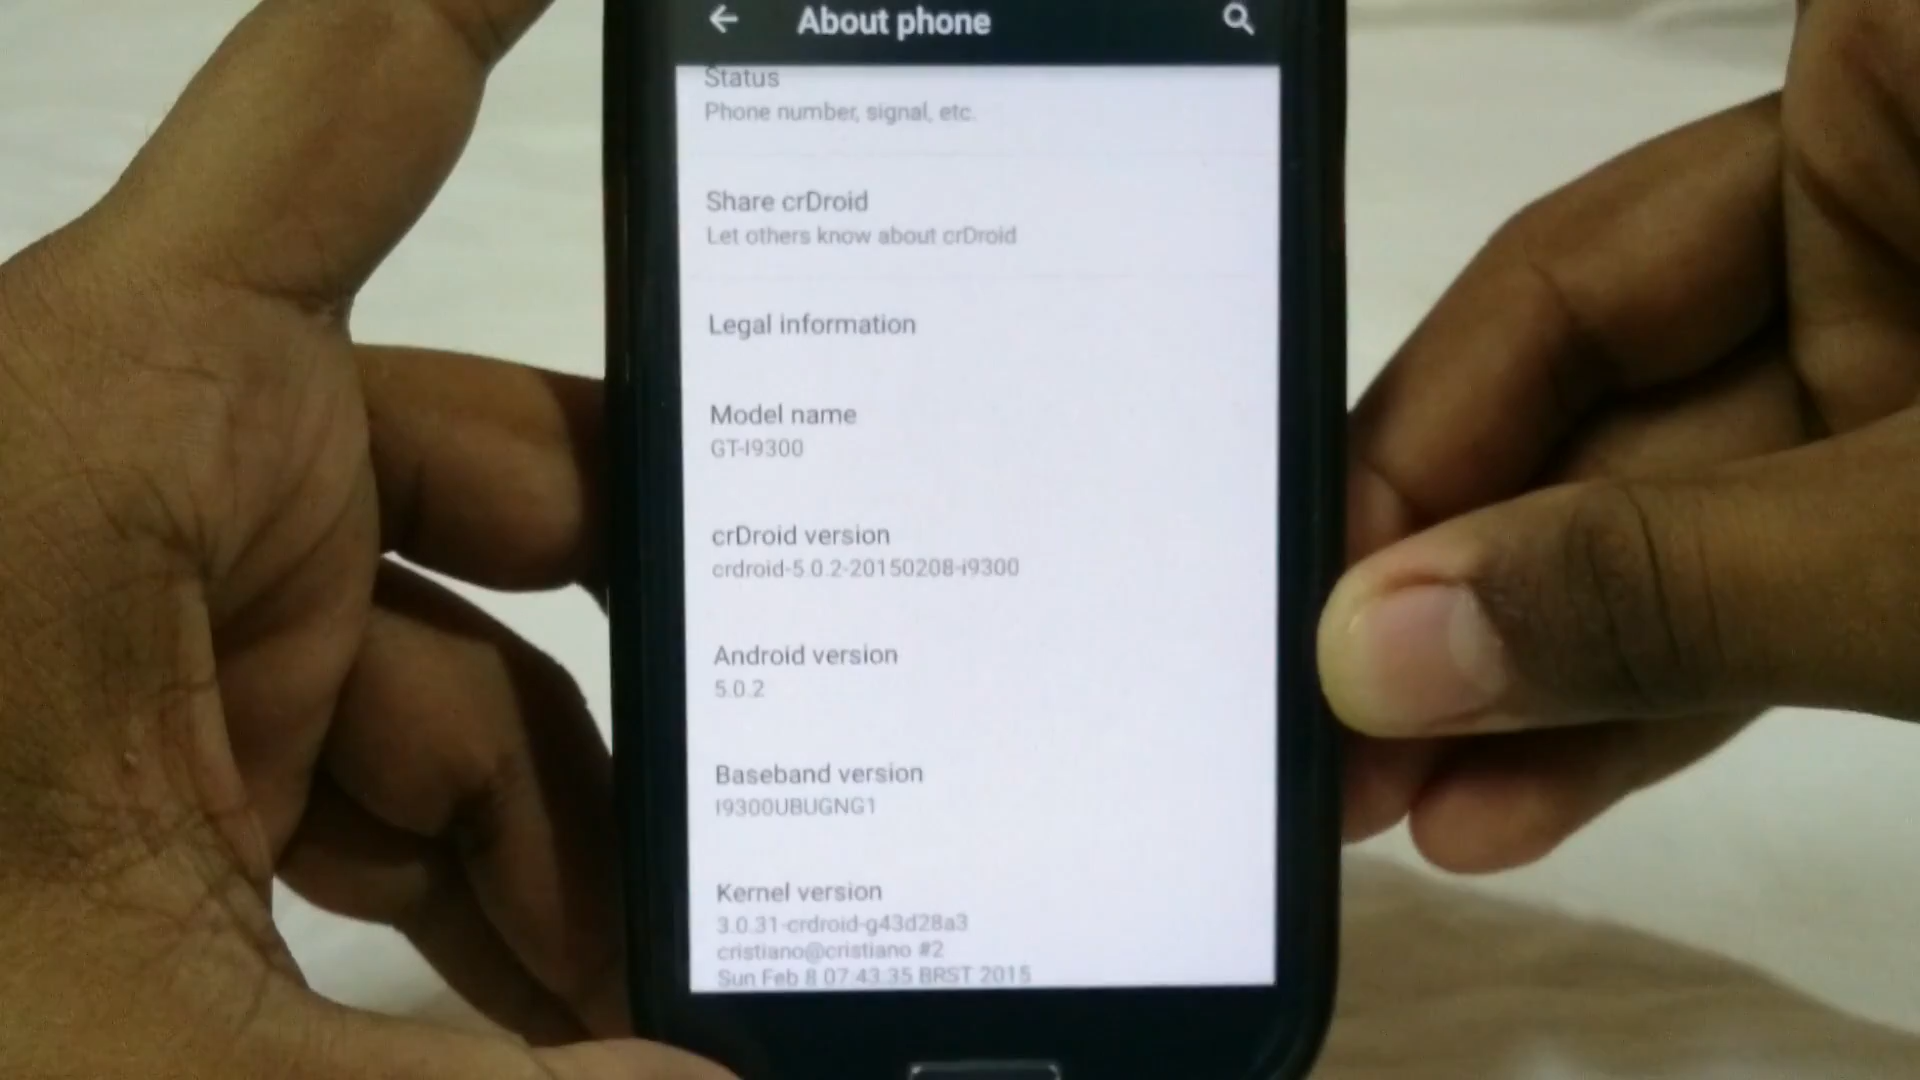 About phone
Status
Phone number, signal, etc.
Share crDroid
Let others know about crDroid
Legal information
Model name
GT-I9300
crDroid version
crdroid-5.0.2-20150208-i9300
Android version
5.0.2
Baseband version
I9300UBUGNG1
Kernel version
3.0.31-crdroid-g43d28a3
cristiano@cristiano #2
Sun Feb 8 07:43:35 BRST 2015